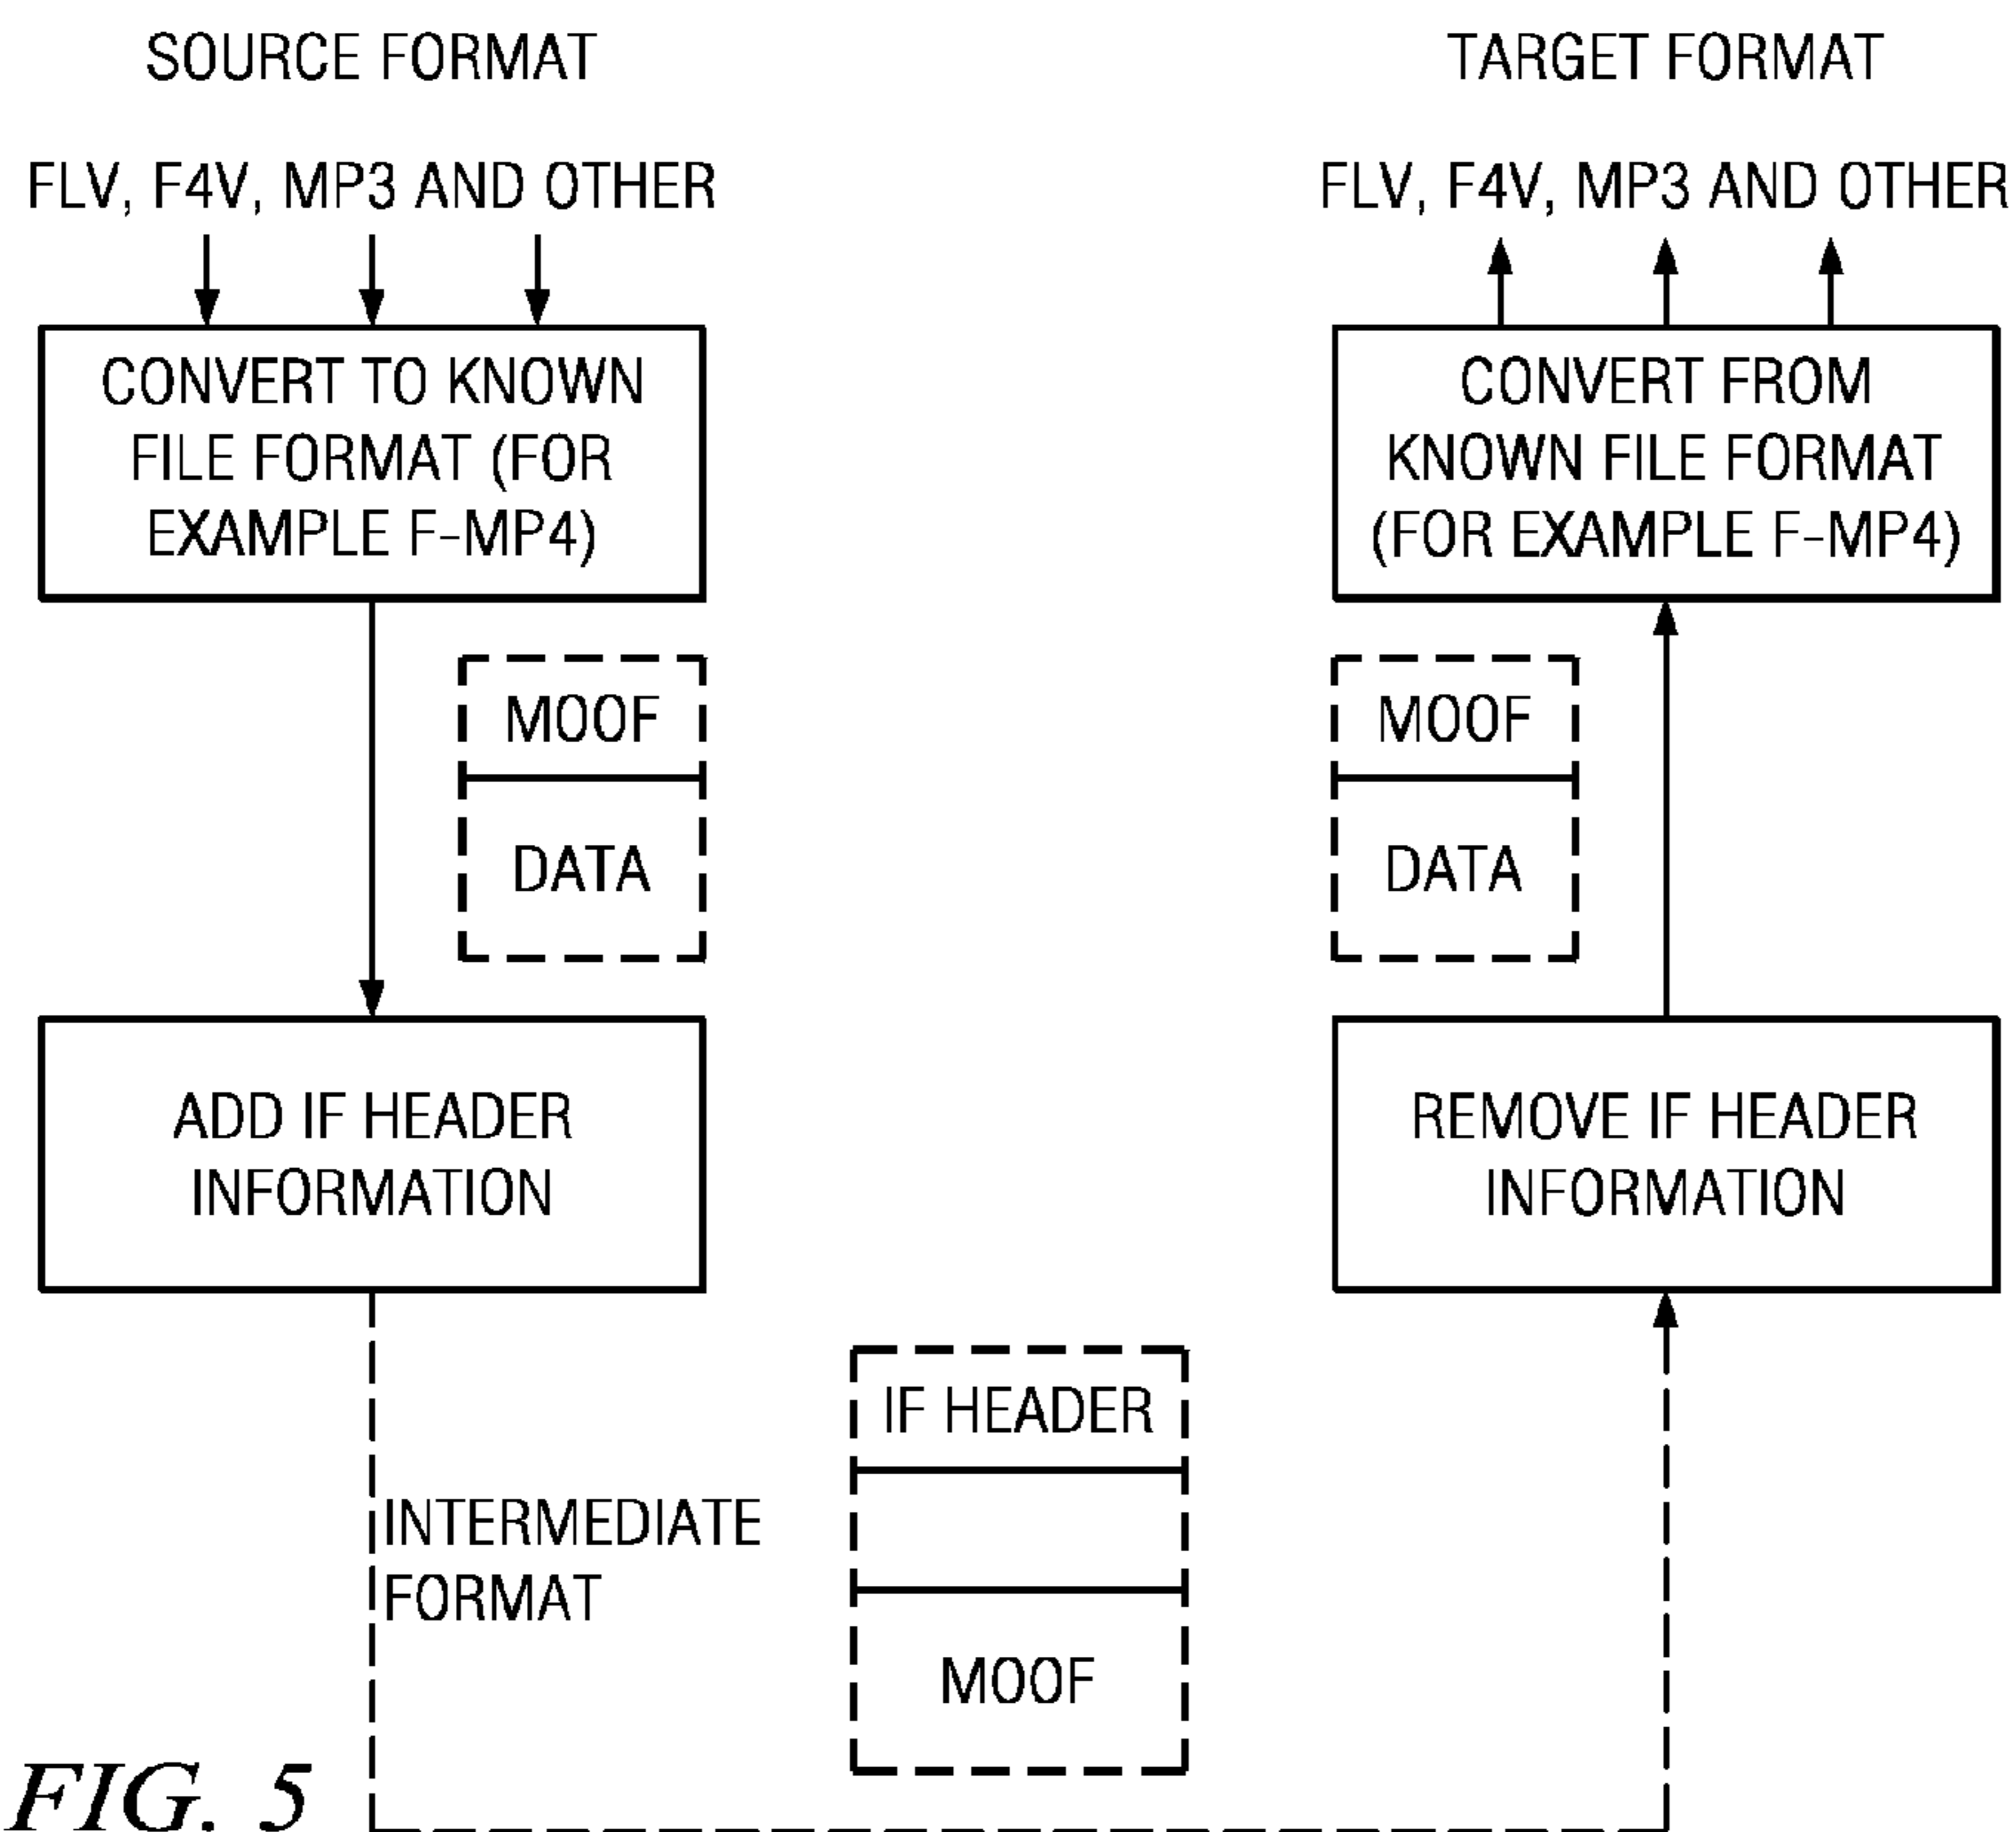 SOURCE FORMAT
FLV, F4V, MP3 AND OTHER
CONVERT TO KNOWN
FILE FORMAT (FOR
EXAMPLE F-MP4)
MOOF
DATA
ADD IF HEADER
INFORMATION
INTERMEDIATE
FORMAT
IF HEADER
MOOF
TARGET FORMAT
FLV, F4V, MP3 AND OTHER
CONVERT FROM
KNOWN FILE FORMAT
(FOR EXAMPLE F-MP4)
MOOF
DATA
REMOVE IF HEADER
INFORMATION
FIG. 5